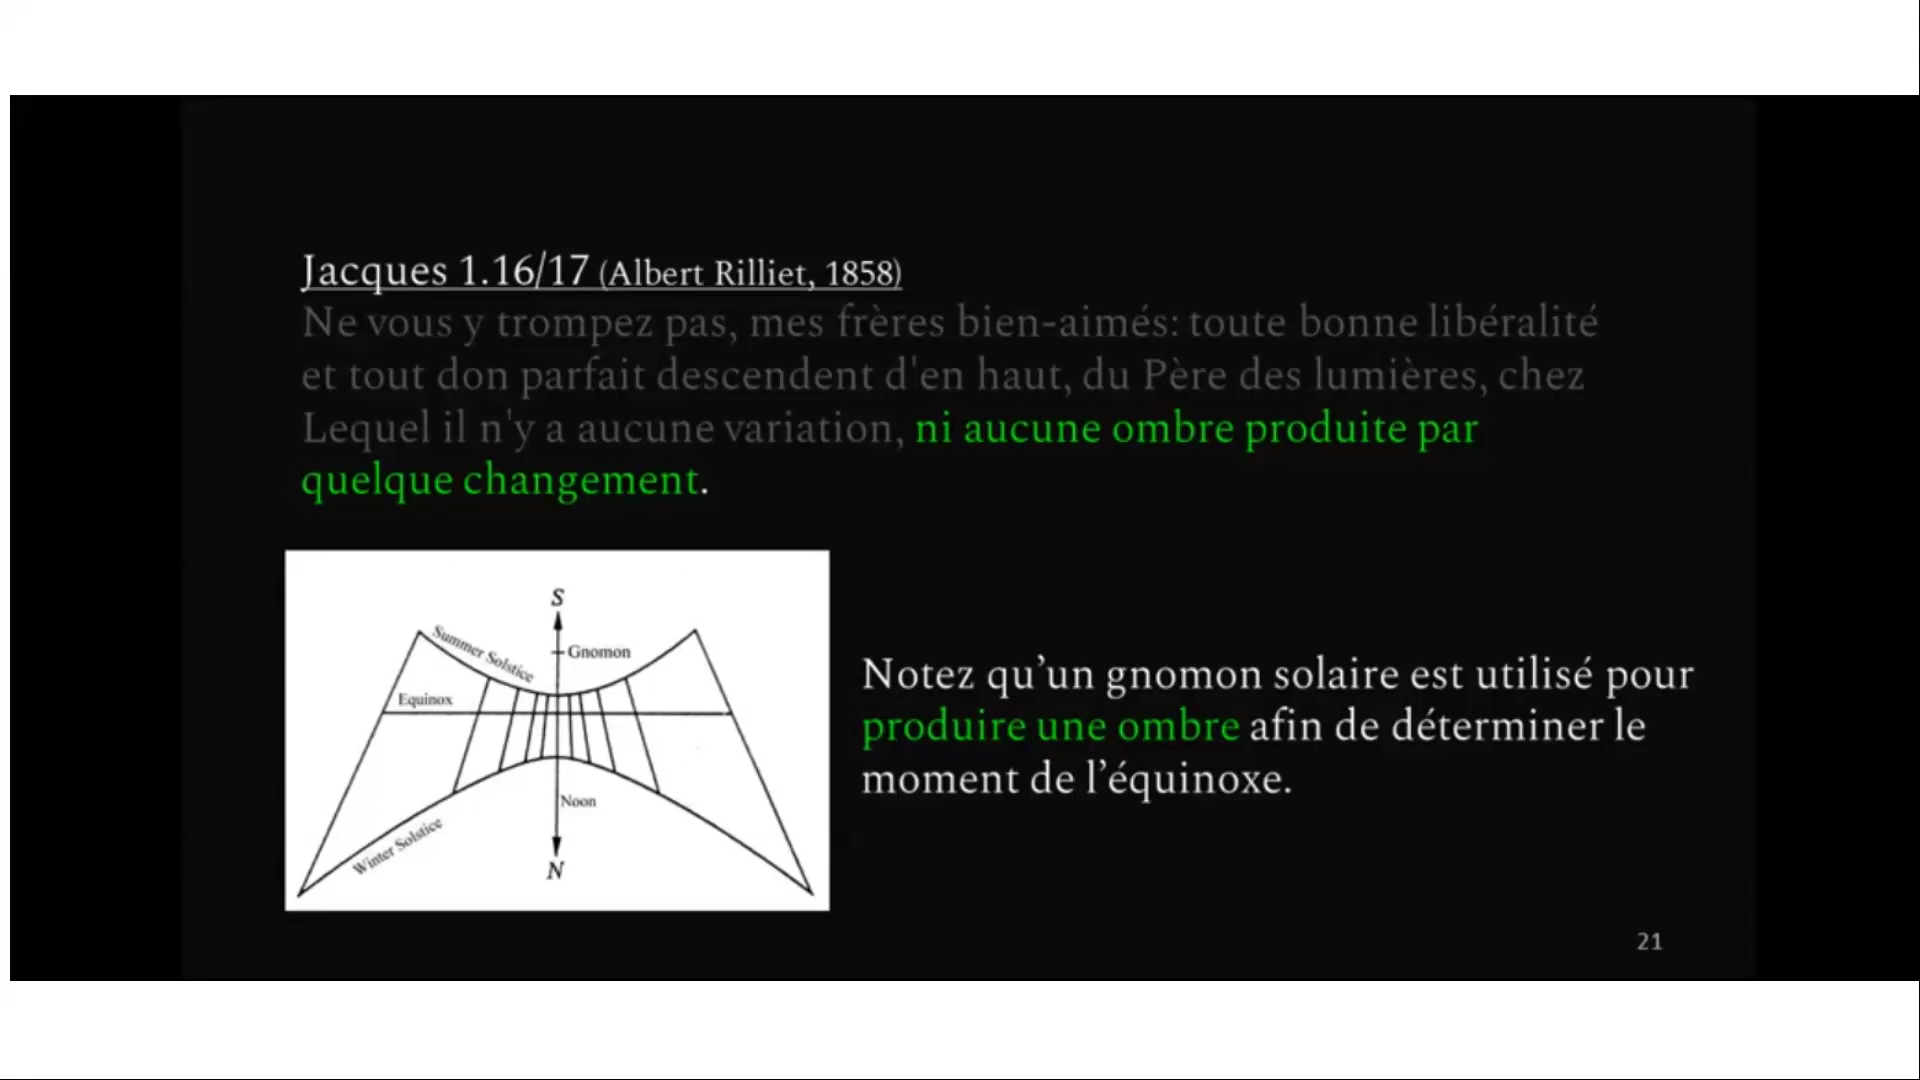 Jacques 1.16/17 (Albert Rilliet, 1858)
Ne vous y trompez pas, mes frères bien-aimés: toute bonne libéralité
et tout don parfait descendent d'en haut, du Père des lumières, chez
Lequel il n'y a aucune variation, ni aucune ombre produite par
quelque changement.
S
Summer Solstice
Gnomon
Equinox
Noon
Winter Solstice
N
Notez qu’un gnomon solaire est utilisé pour
produire une ombre afin de déterminer le
moment de l’équinoxe.
21